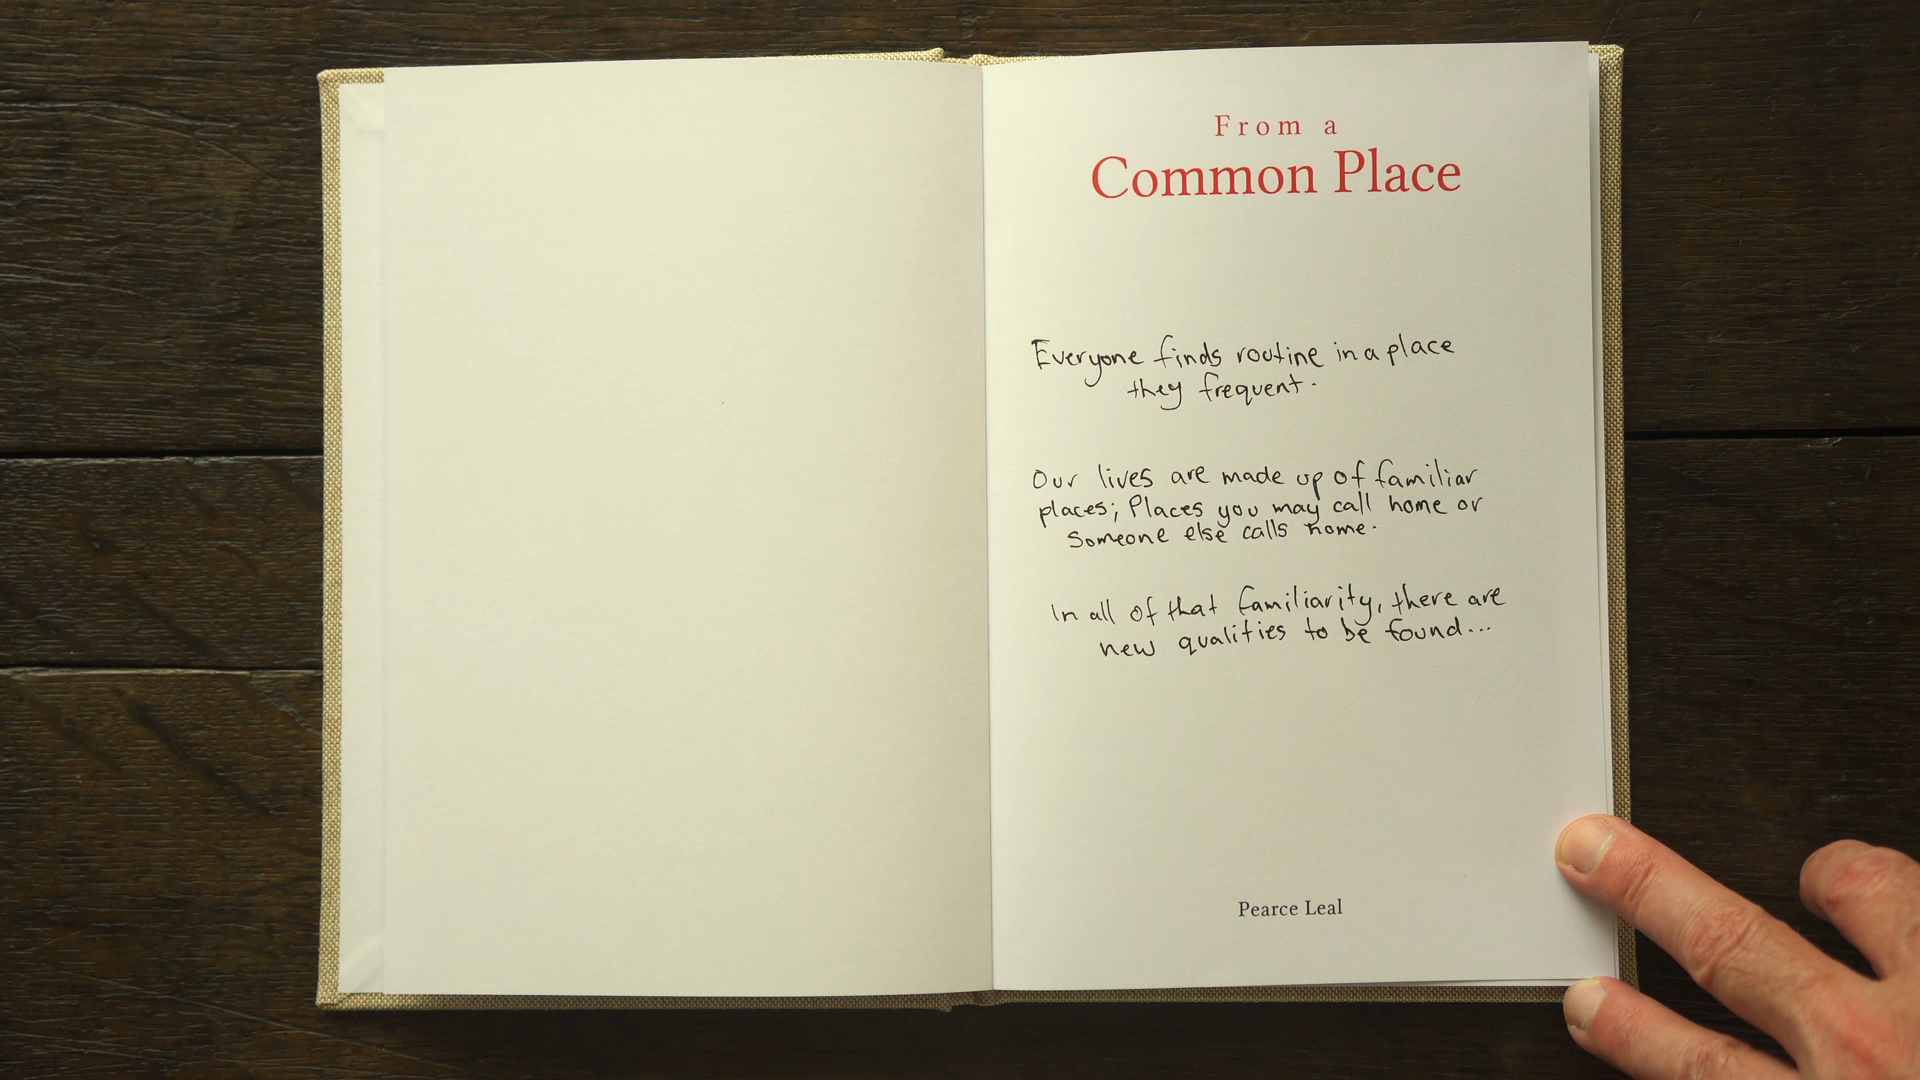 From a
Common Place
Everyone finds routine in a place
they frequent.
Our lives are made up of familiar
places; Places you may call home or
Someone else calls home.
In all of that familiarity, there are
new qualities to be found...
Pearce Leal